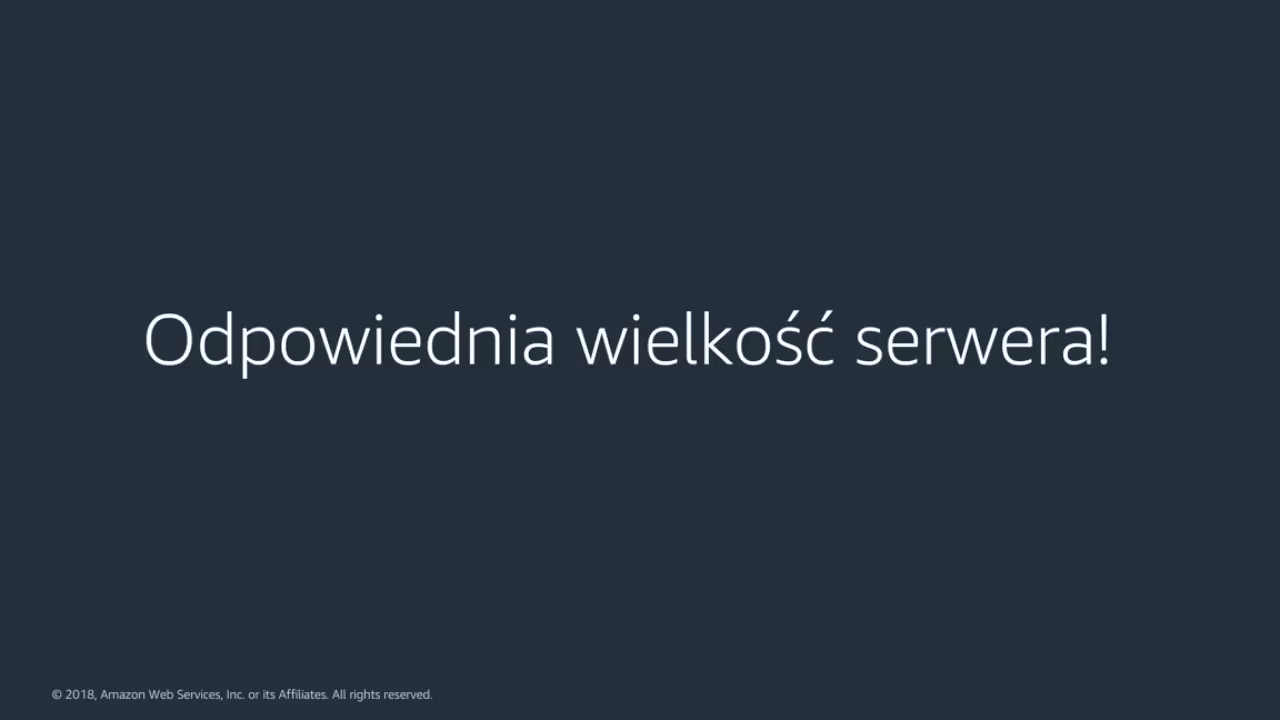 Odpowiednia wielkość serwera!
© 2018, Amazon Web Services, Inc. or its Affiliates. All rights reserved.